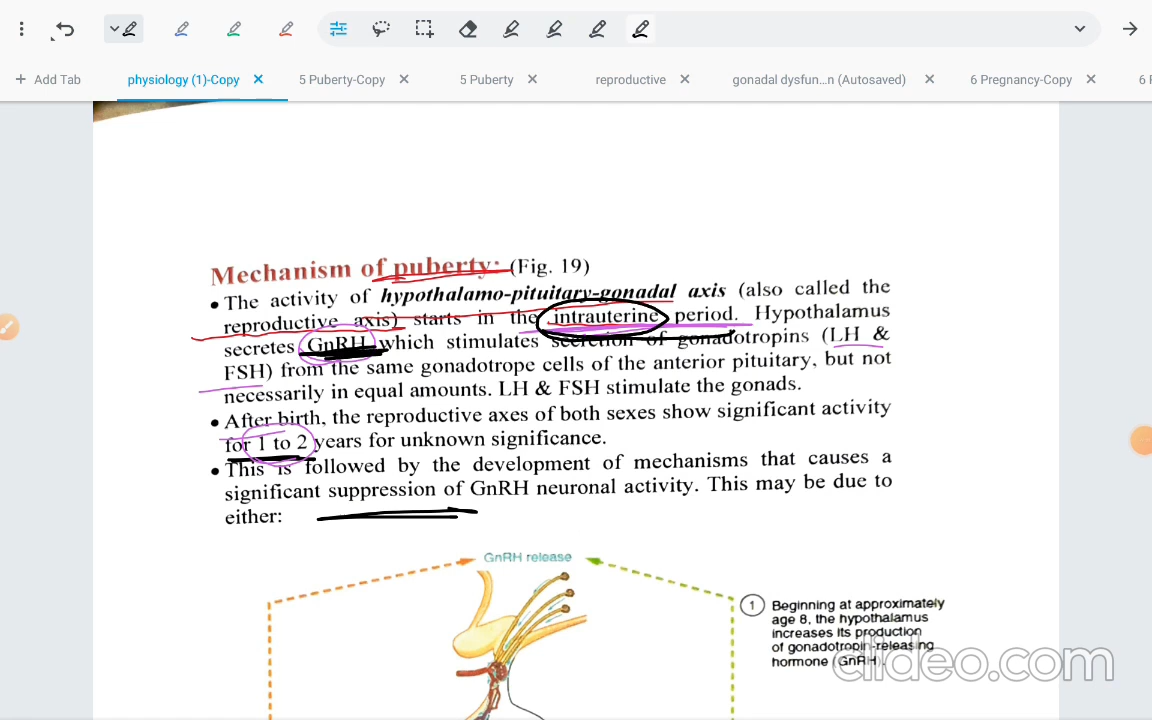 Add Tab
physiology (1)-Copy
5 Puberty-Copy
5 Puberty
reproductive
gonadal dysfun...n (Autosaved)
6 Pregnancy-Copy
6
Mechanism of puberty: (Fig. 19)
• The activity of hypothalamo-pituitary-gonadal axis (also called the
reproductive axis) starts in the intrauterine period. Hypothalamus
secretes GnRH which stimulates secretion of gonadotropins (LH &
FSH) from the same gonadotrope cells of the anterior pituitary, but not
necessarily in equal amounts. LH & FSH stimulate the gonads.
• After birth, the reproductive axes of both sexes show significant activity
for 1 to 2 years for unknown significance.
• This is followed by the development of mechanisms that causes a
significant suppression of GnRH neuronal activity. This may be due to
either:
GnRH release
1 Beginning at approximately
age 8, the hypothalamus
increases its production
of gonadotropin-releasing
hormone (GnRH).
clideo.com